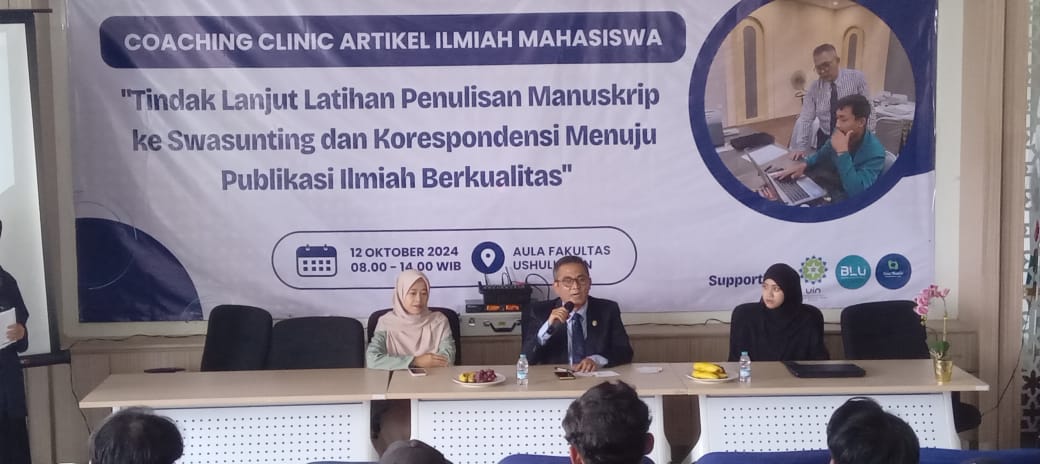 COACHING CLINIC ARTIKEL ILMIAH MAHASISWA
"Tindak Lanjut Latihan Penulisan Manuskrip
ke Swasunting dan Korespondensi Menuju
Publikasi Ilmiah Berkualitas"
12 OKTOBER 2024
08.00 - 14.00 WIB
AULA FAKULTAS
Support
uin
BLU